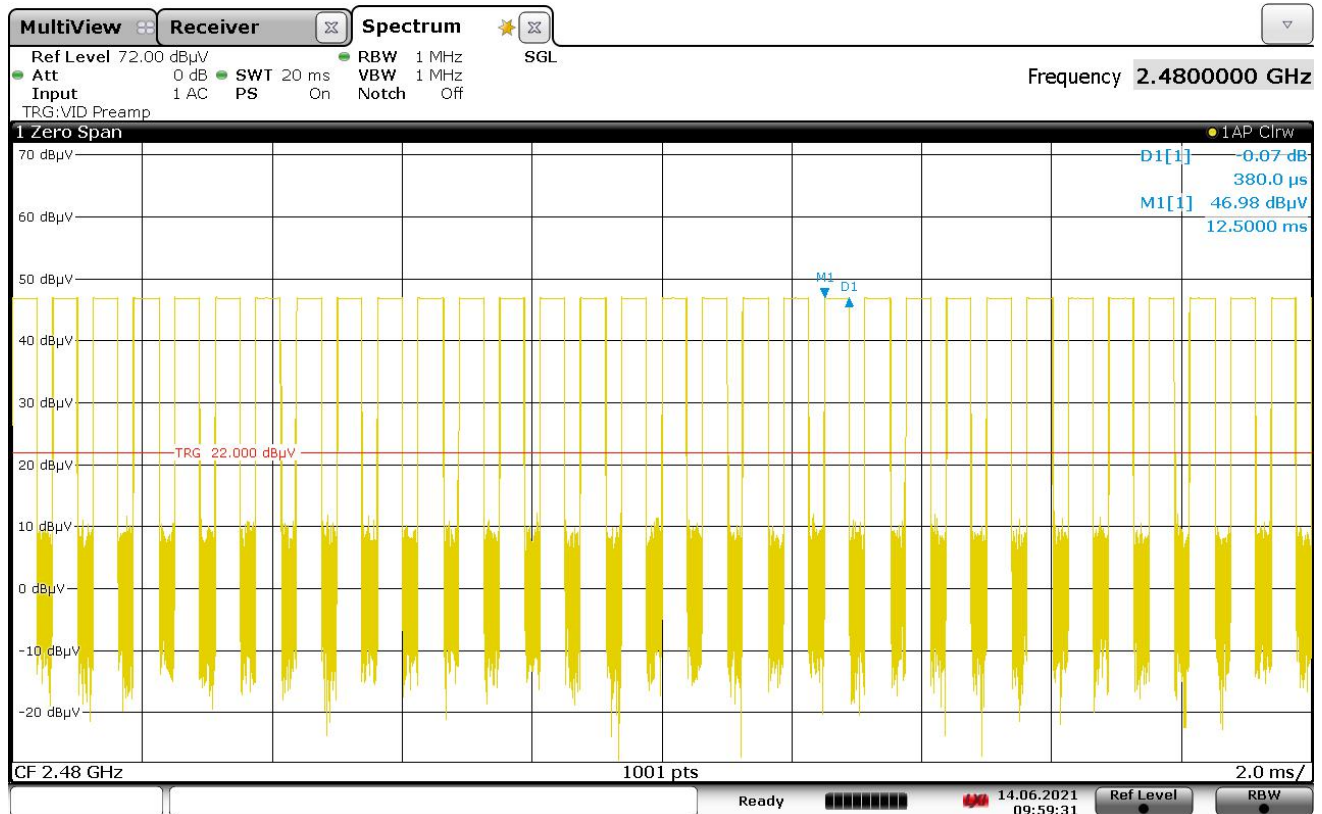 MultiView Receiver Spectrum
Ref Level 72.00 dBµV RBW 1 MHz SGL
Att 0 dB SWT 20 ms VBW 1 MHz Frequency 2.4800000 GHz
Input 1 AC PS On Notch Off
TRG:VID Preamp
1 Zero Span 1AP Clrw
70 dBµV D1[1] -0.07 dB
380.0 µs
60 dBµV M1[1] 46.98 dBµV
12.5000 ms
50 dBµV M1
D1
40 dBµV
30 dBµV
TRG 22.000 dBµV
20 dBµV
10 dBµV
0 dBµV
-10 dBµV
-20 dBµV
CF 2.48 GHz 1001 pts 2.0 ms/
Ready LXI 14.06.2021 Ref Level RBW
09:59:31